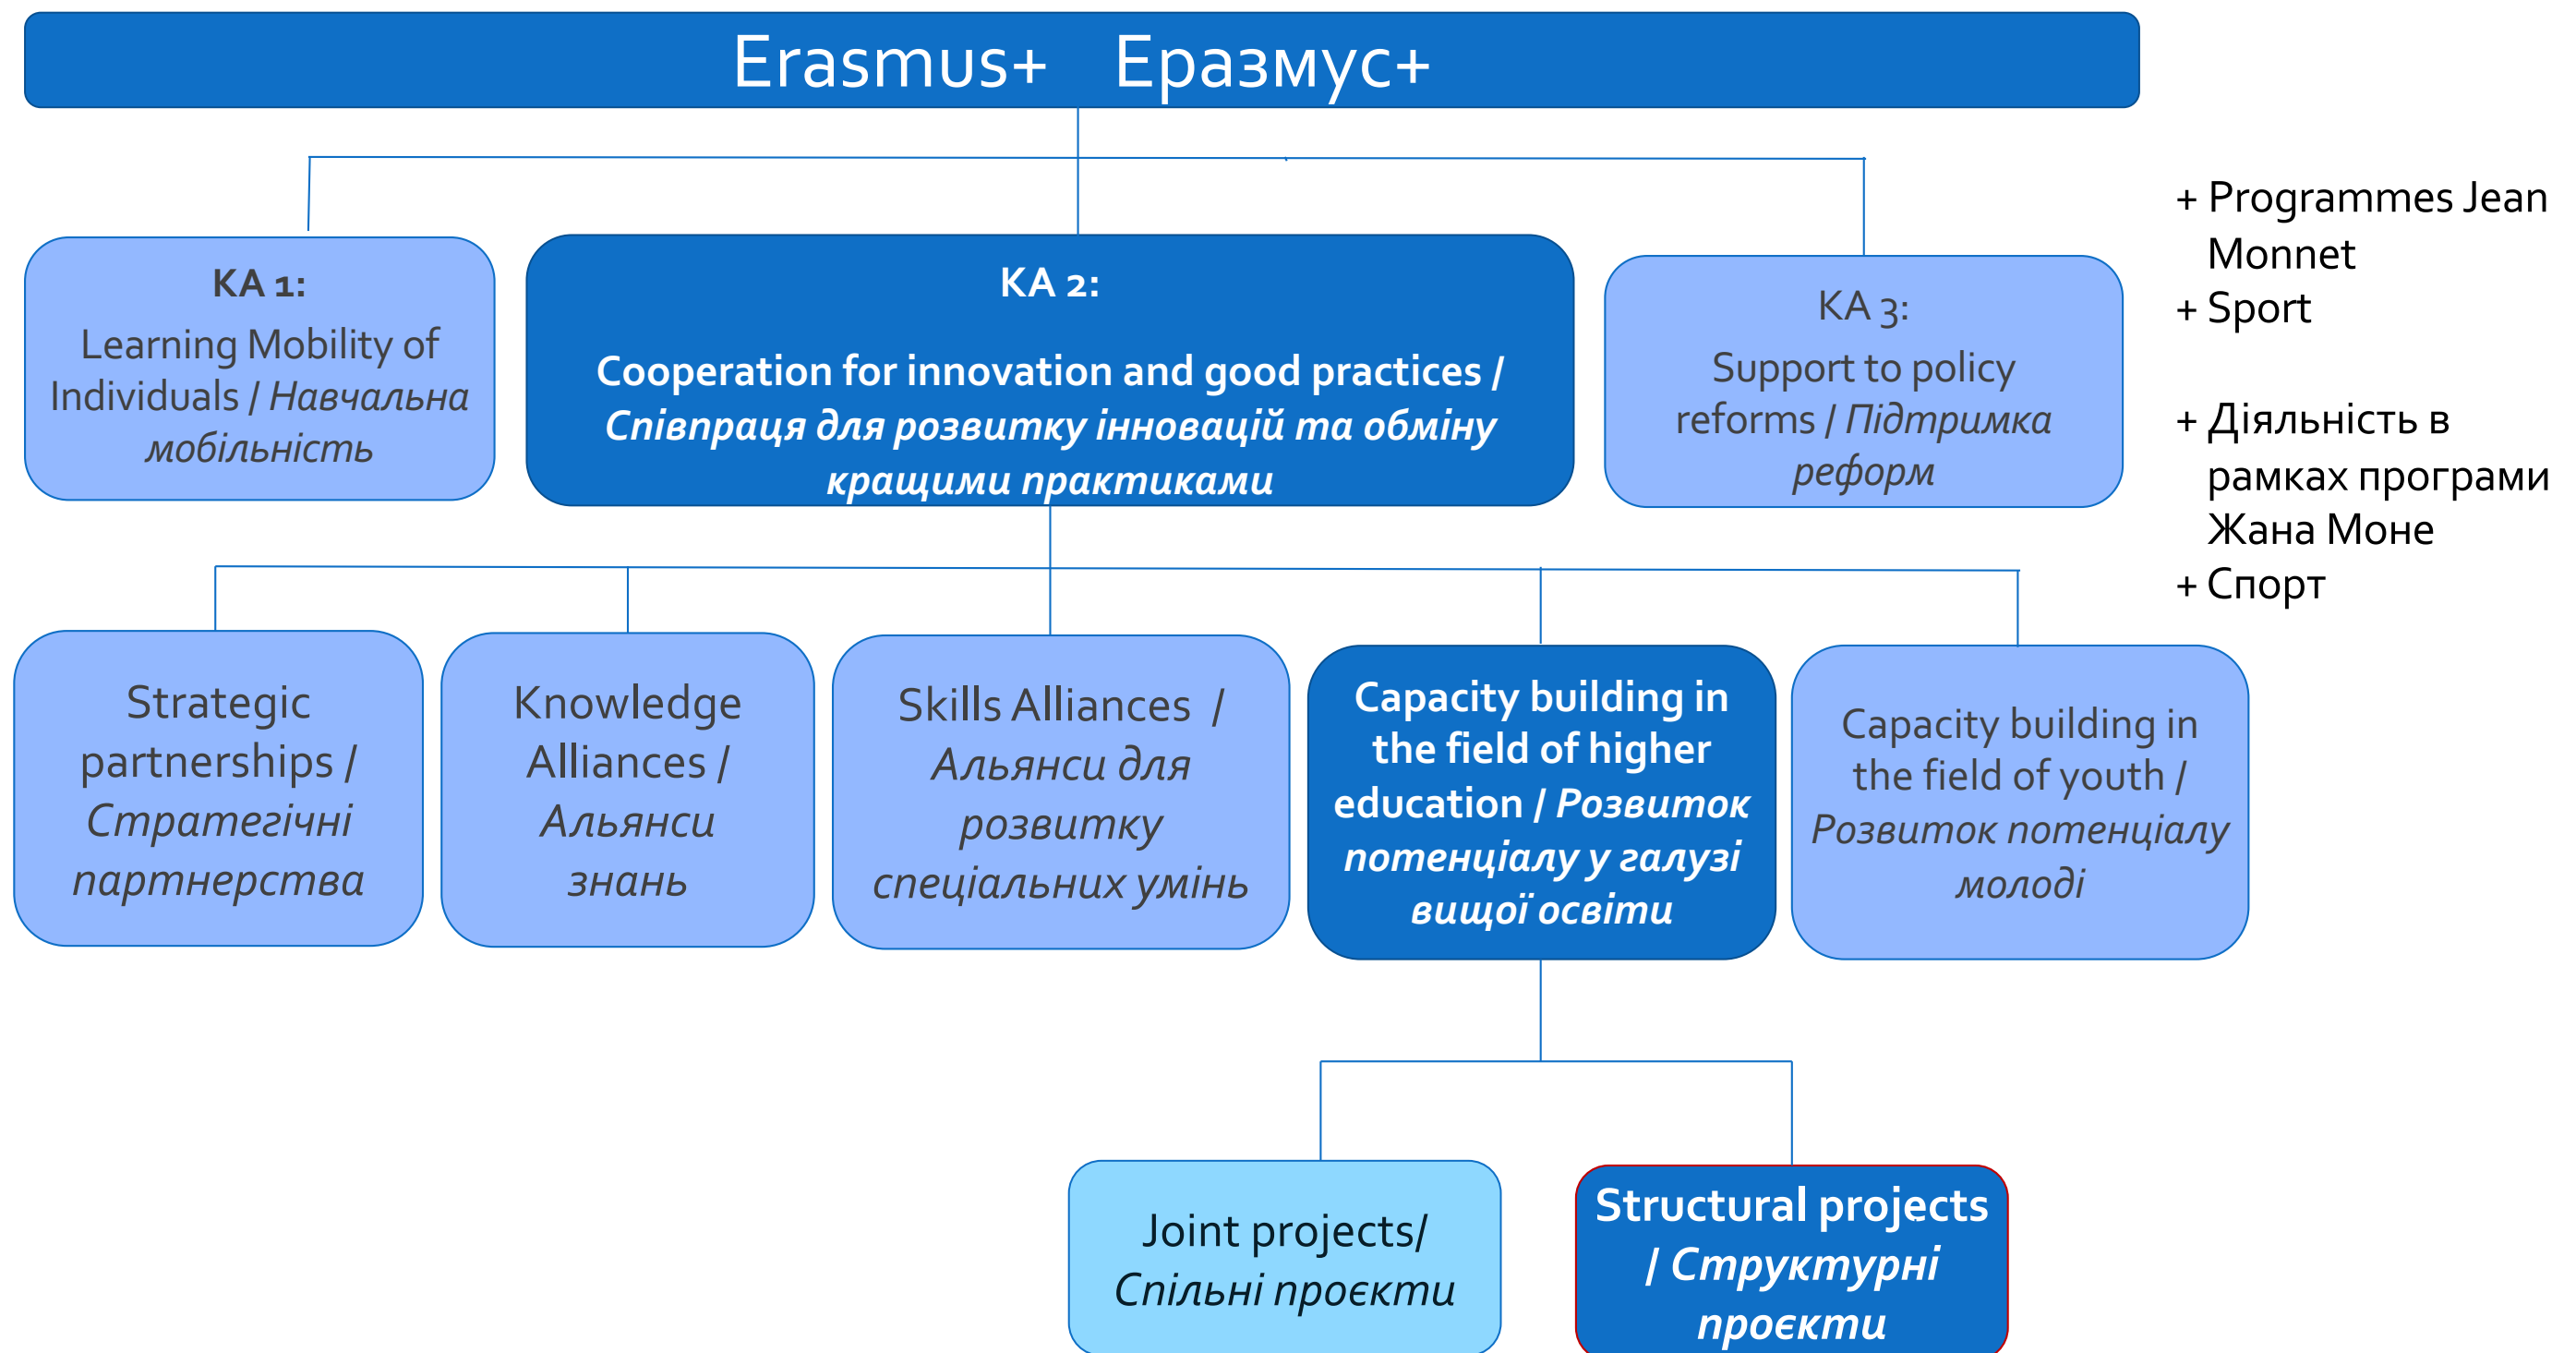 Erasmus+ Еразмус+
KA 1:
Learning Mobility of
Individuals / Навчальна
мобільність
KA 2:
Cooperation for innovation and good practices /
Співпраця для розвитку інновацій та обміну
кращими практиками
KA 3:
Support to policy
reforms / Підтримка
реформ
+ Programmes Jean
Monnet
+ Sport
+ Діяльність в
рамках програми
Жана Моне
+ Спорт
Strategic
partnerships /
Стратегічні
партнерства
Knowledge
Alliances /
Альянси
знань
Skills Alliances /
Альянси для
розвитку
спеціальних умінь
Capacity building in
the field of higher
education / Розвиток
потенціалу у галузі
вищої освіти
Capacity building in
the field of youth /
Розвиток потенціалу
молоді
Joint projects/
Спільні проєкти
Structural projects
/ Структурні
проєкти